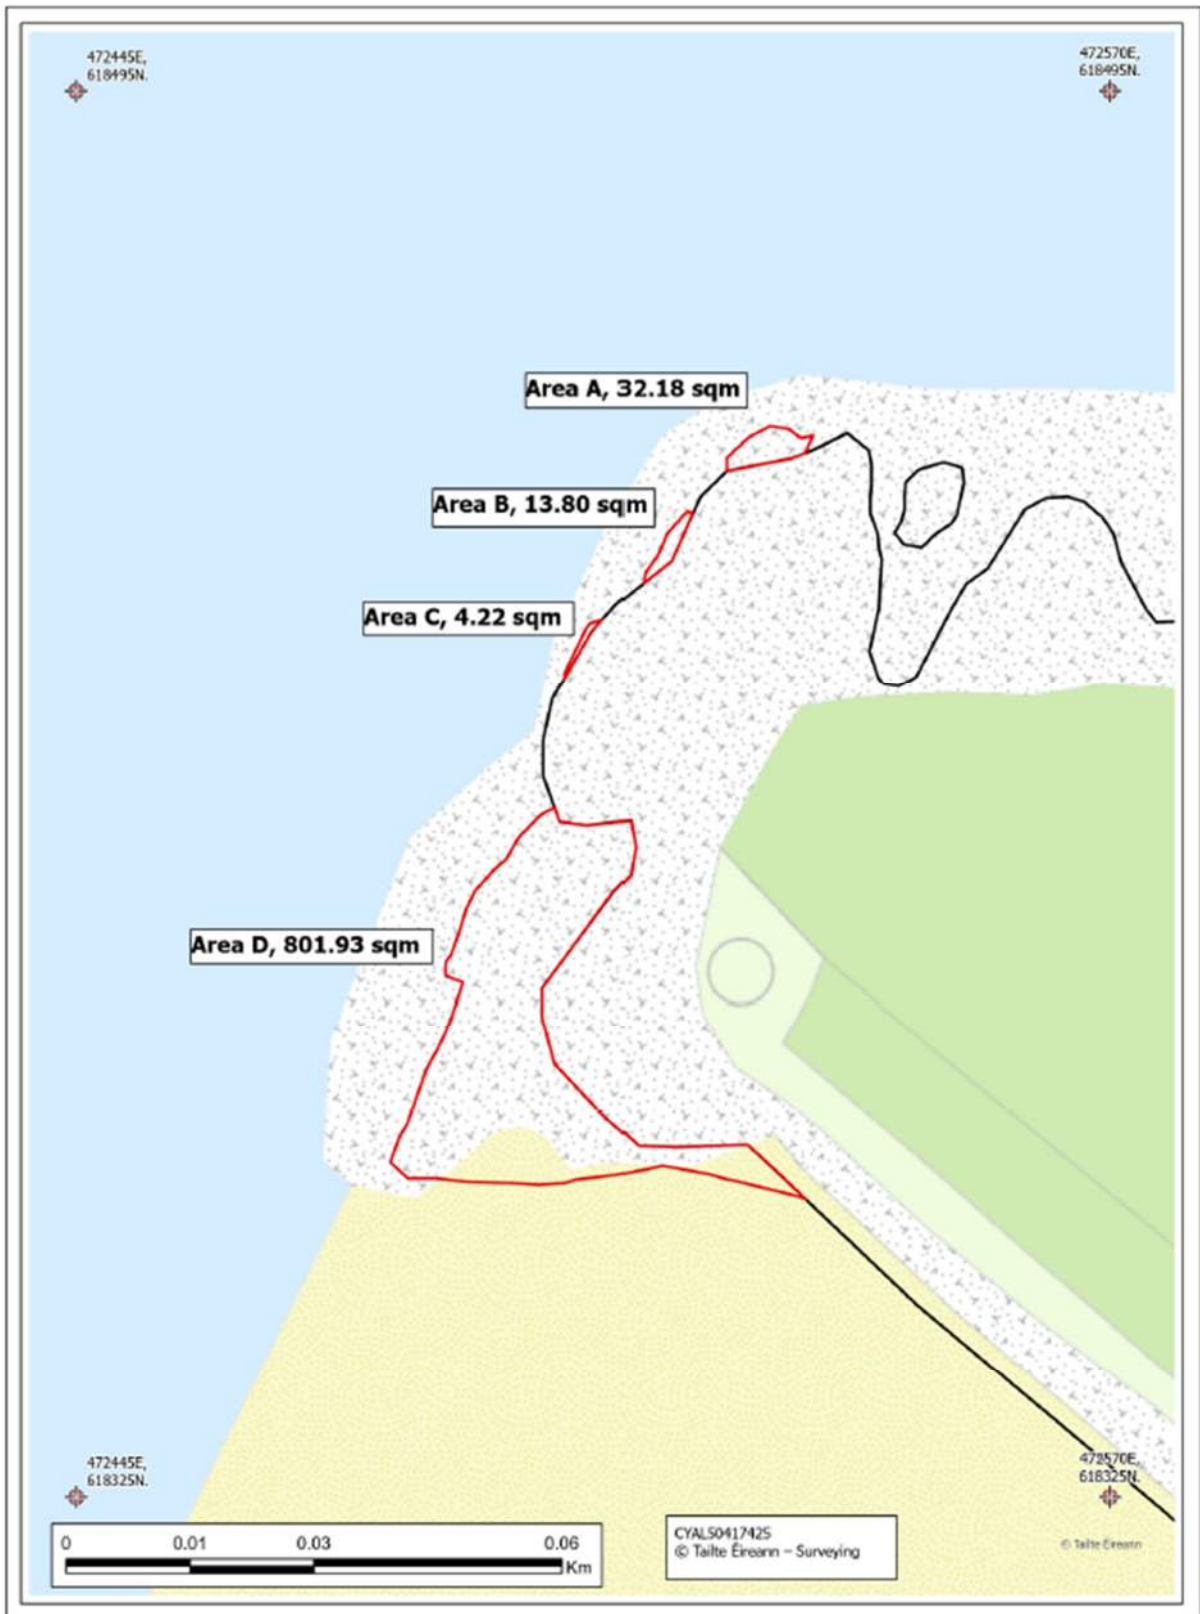 472445E,
618495N.
472570E,
618495N.
Area A, 32.18 sqm
Area B, 13.80 sqm
Area C, 4.22 sqm
Area D, 801.93 sqm
472445E,
618325N.
472570E,
618325N.
0 0.01 0.03 0.06
Km
CYAL50417425
© Tailte Éireann – Surveying
© Tailte Éireann